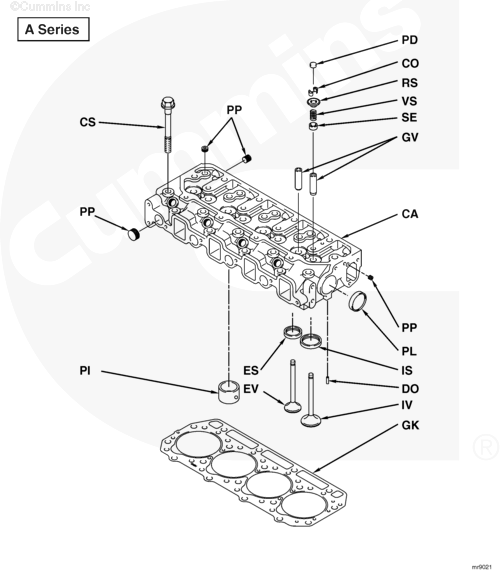 ©Cummins Inc
A Series
Cummins
PD
CO
RS
VS
SE
GV
PP
CS
CA
PP
PP
PL
ES
IS
PI
DO
EV
IV
GK
®
mr9021